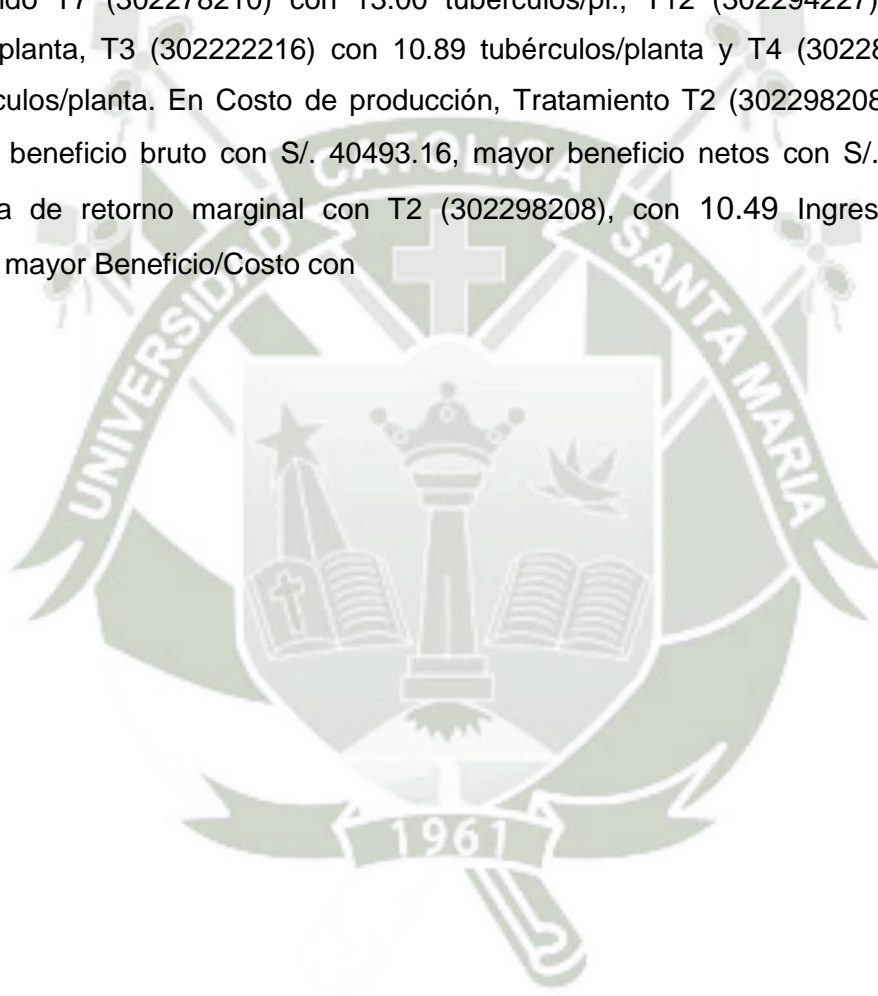 ndo T7 (302278210) con 13.00 tubérculos/pl., T12 (302294227)
planta, T3 (302222216) con 10.89 tubérculos/planta y T4 (30228
culos/planta. En Costo de producción, Tratamiento T2 (302298208
beneficio bruto con S/. 40493.16, mayor beneficio netos con S/.
a de retorno marginal con T2 (302298208), con 10.49 Ingres
mayor Beneficio/Costo con
UNIVERSIDAD CATOLICA SANTA MARIA
1961